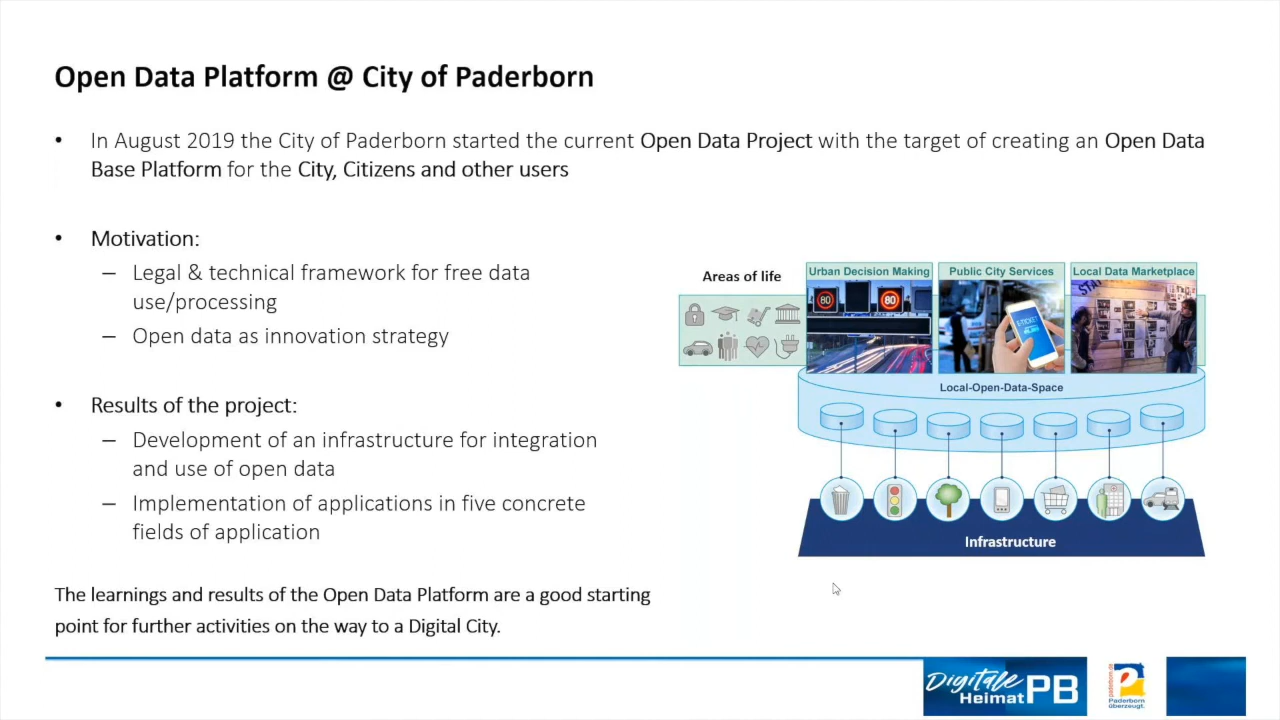 Open Data Platform @ City of Paderborn
• In August 2019 the City of Paderborn started the current Open Data Project with the target of creating an Open Data
Base Platform for the City, Citizens and other users
• Motivation:
– Legal & technical framework for free data
use/processing
– Open data as innovation strategy
• Results of the project:
– Development of an infrastructure for integration
and use of open data
– Implementation of applications in five concrete
fields of application
The learnings and results of the Open Data Platform are a good starting
point for further activities on the way to a Digital City.
Areas of life
Urban Decision Making
Public City Services
Local Data Marketplace
80
80
Local-Open-Data-Space
Infrastructure
Digitale
Heimat PB
paderborn.de
Paderborn
überzeugt.